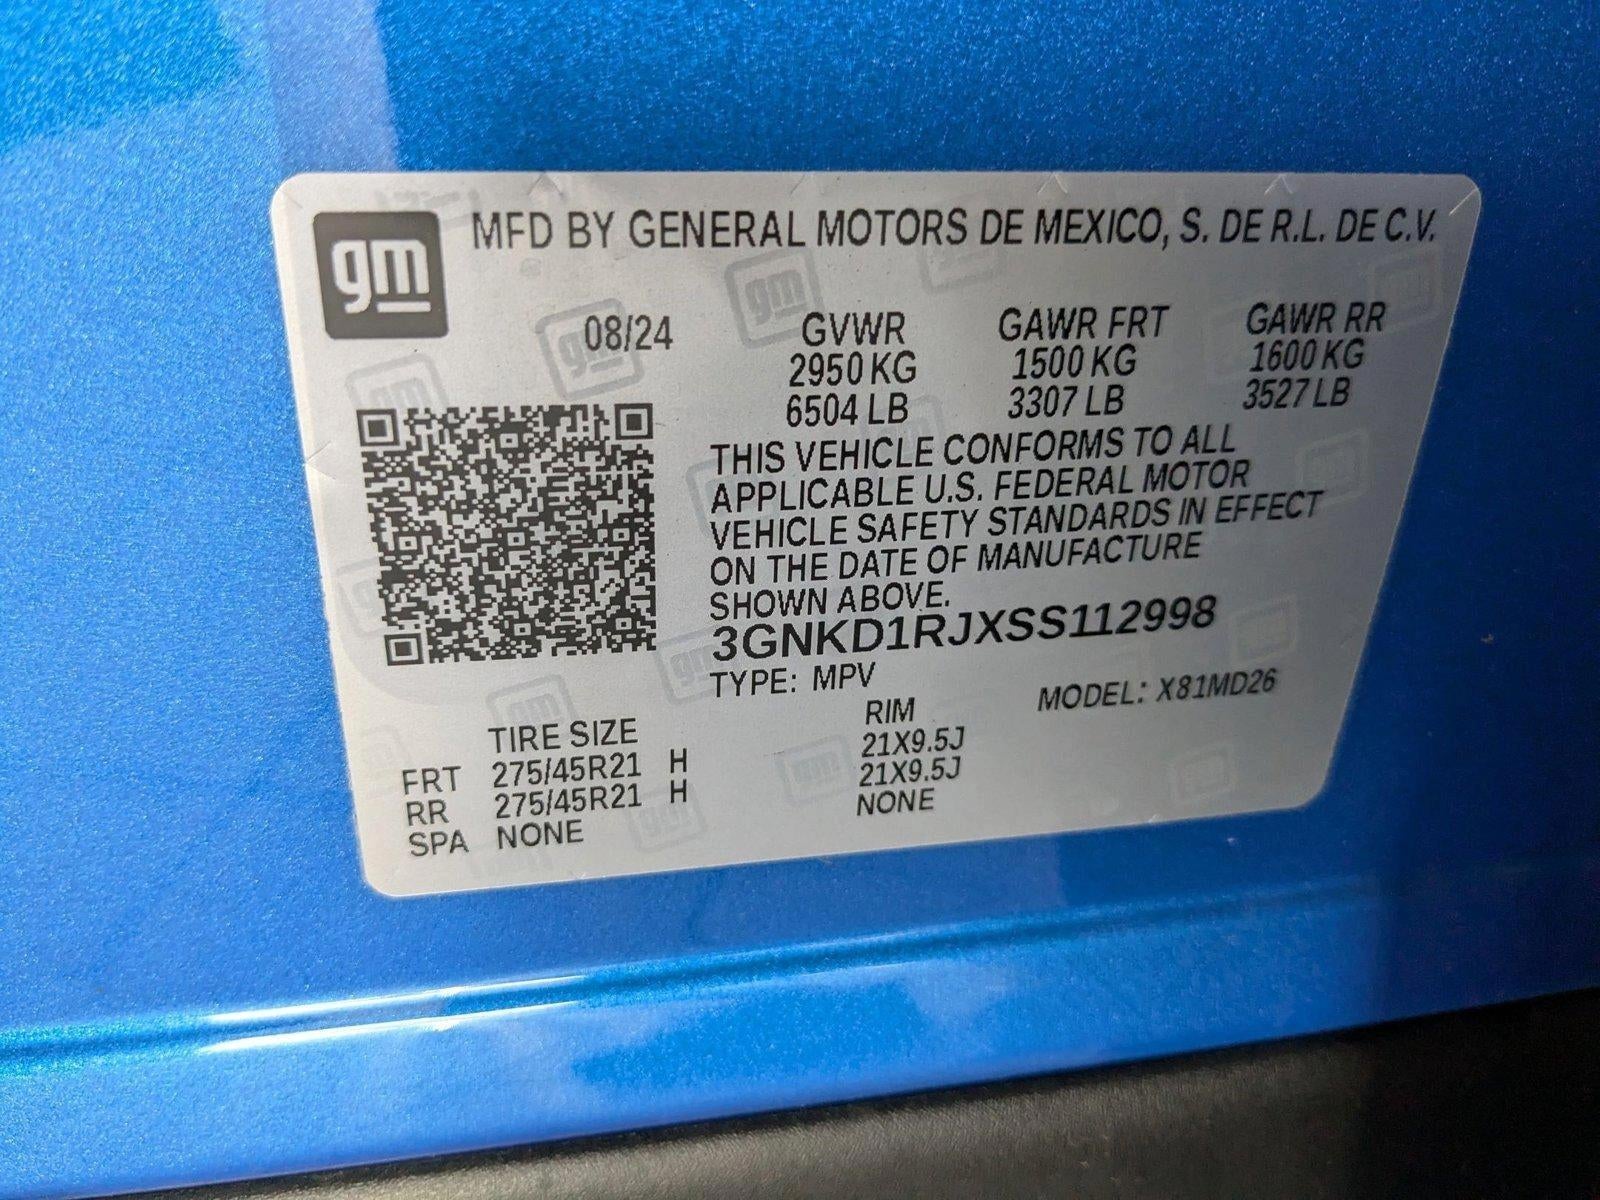 gm MFD BY GENERAL MOTORS DE MEXICO, S. DE R.L. DE C.V.
08/24 GVWR GAWR FRT GAWR RR
2950 KG 1500 KG 1600 KG
6504 LB 3307 LB 3527 LB
THIS VEHICLE CONFORMS TO ALL
APPLICABLE U.S. FEDERAL MOTOR
VEHICLE SAFETY STANDARDS IN EFFECT
ON THE DATE OF MANUFACTURE
SHOWN ABOVE.
3GNKD1RJXSS112998
TYPE: MPV MODEL: X81MD26
TIRE SIZE RIM
FRT 275/45R21 H 21X9.5J
RR 275/45R21 H 21X9.5J
SPA NONE NONE